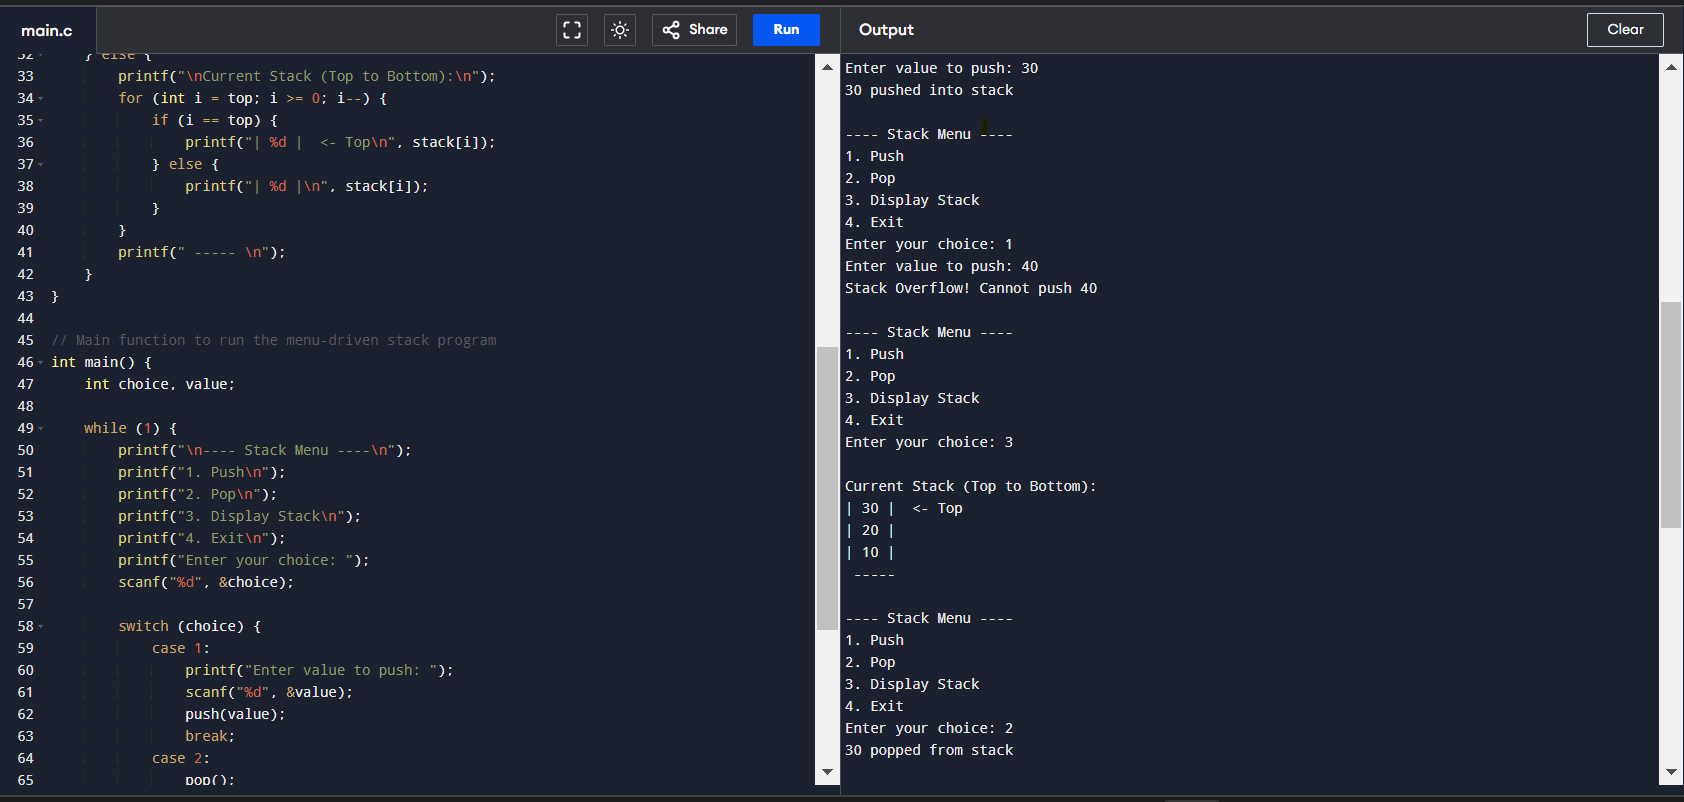 main.c
Share
Run
Output
Clear
32 } else {
33 printf("\nCurrent Stack (Top to Bottom):\n");
34 for (int i = top; i >= 0; i--) {
35 if (i == top) {
36 printf("| %d |  <- Top\n", stack[i]);
37 } else {
38 printf("| %d |\n", stack[i]);
39 }
40 }
41 printf(" ----- \n");
42 }
43 }
44
45 // Main function to run the menu-driven stack program
46 int main() {
47 int choice, value;
48
49 while (1) {
50 printf("\n---- Stack Menu ----\n");
51 printf("1. Push\n");
52 printf("2. Pop\n");
53 printf("3. Display Stack\n");
54 printf("4. Exit\n");
55 printf("Enter your choice: ");
56 scanf("%d", &choice);
57
58 switch (choice) {
59 case 1:
60 printf("Enter value to push: ");
61 scanf("%d", &value);
62 push(value);
63 break;
64 case 2:
65 pop();
Enter value to push: 30
30 pushed into stack
---- Stack Menu ----
1. Push
2. Pop
3. Display Stack
4. Exit
Enter your choice: 1
Enter value to push: 40
Stack Overflow! Cannot push 40
---- Stack Menu ----
1. Push
2. Pop
3. Display Stack
4. Exit
Enter your choice: 3
Current Stack (Top to Bottom):
| 30 |  <- Top
| 20 |
| 10 |
-----
---- Stack Menu ----
1. Push
2. Pop
3. Display Stack
4. Exit
Enter your choice: 2
30 popped from stack